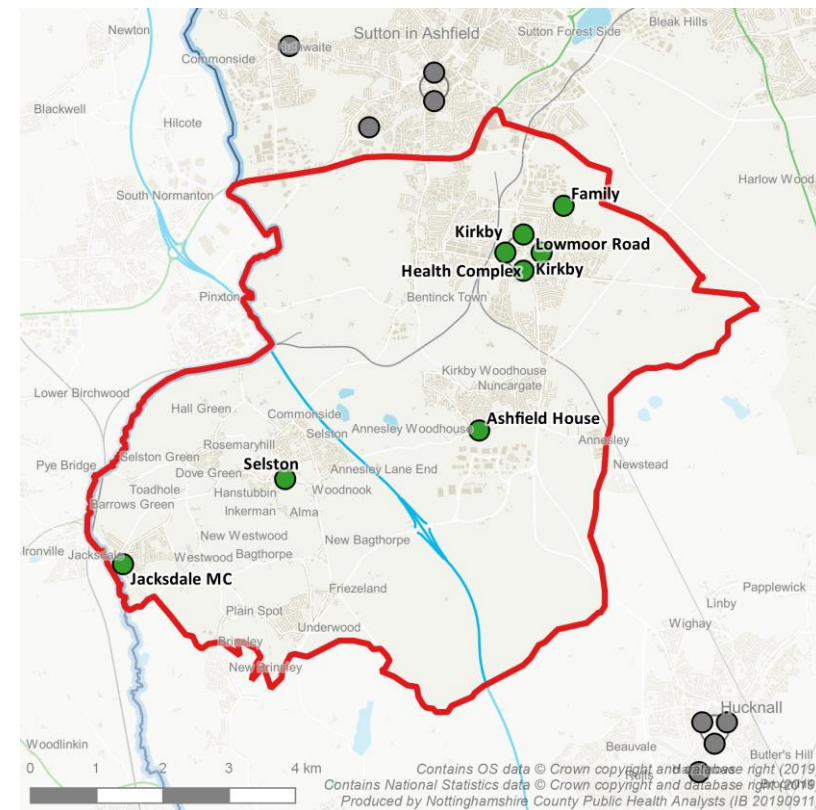 Newton
Sutton in Ashfield
Sutton Forest Side
Bleak Hills
Commonside
Blackwell
Hilcote
Harlow Wood
South Normanton
Family
Kirkby
Lowmoor Road
Health Complex
Kirkby
Bentinck Town
Pinxton
Kirkby Woodhouse
Nuncargate
Lower Birchwood
Hall Green
Commonside
Selston
Annesley Woodhouse
Ashfield House
Annesley
Rosemaryhill
Selston Green
Pye Bridge
Dove Green
Selston
Annesley Lane End
Newstead
Toadhole
Hanstubbin
Woodnook
Barrows Green
Inkerman
Alma
New Westwood
New Bagthorpe
Ironville
Jacksdale
Westwood
Bagthorpe
Jacksdale MC
Friezeland
Papplewick
Linby
Plain Spot
Wighay
Underwood
Brinsley
New Brinsley
Hucknall
Woodlinkin
Beauvale
Butler's Hill
0 1 2 3 4 km
Contains OS data © Crown copyright and database right (2019)
Contains National Statistics data © Crown copyright and database right (2019)
Produced by Nottinghamshire County Public Health Analysts (IB 20190911)